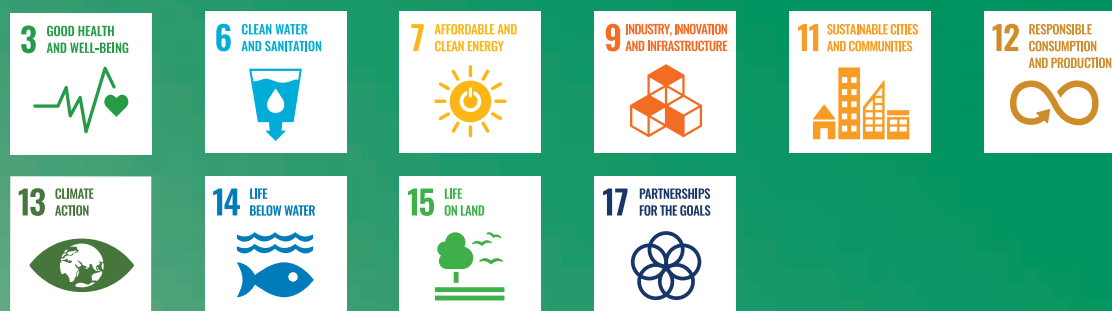 3 GOOD HEALTH
AND WELL-BEING
6 CLEAN WATER
AND SANITATION
7 AFFORDABLE AND
CLEAN ENERGY
9 INDUSTRY, INNOVATION
AND INFRASTRUCTURE
11 SUSTAINABLE CITIES
AND COMMUNITIES
12 RESPONSIBLE
CONSUMPTION
AND PRODUCTION
13 CLIMATE
ACTION
14 LIFE
BELOW WATER
15 LIFE
ON LAND
17 PARTNERSHIPS
FOR THE GOALS